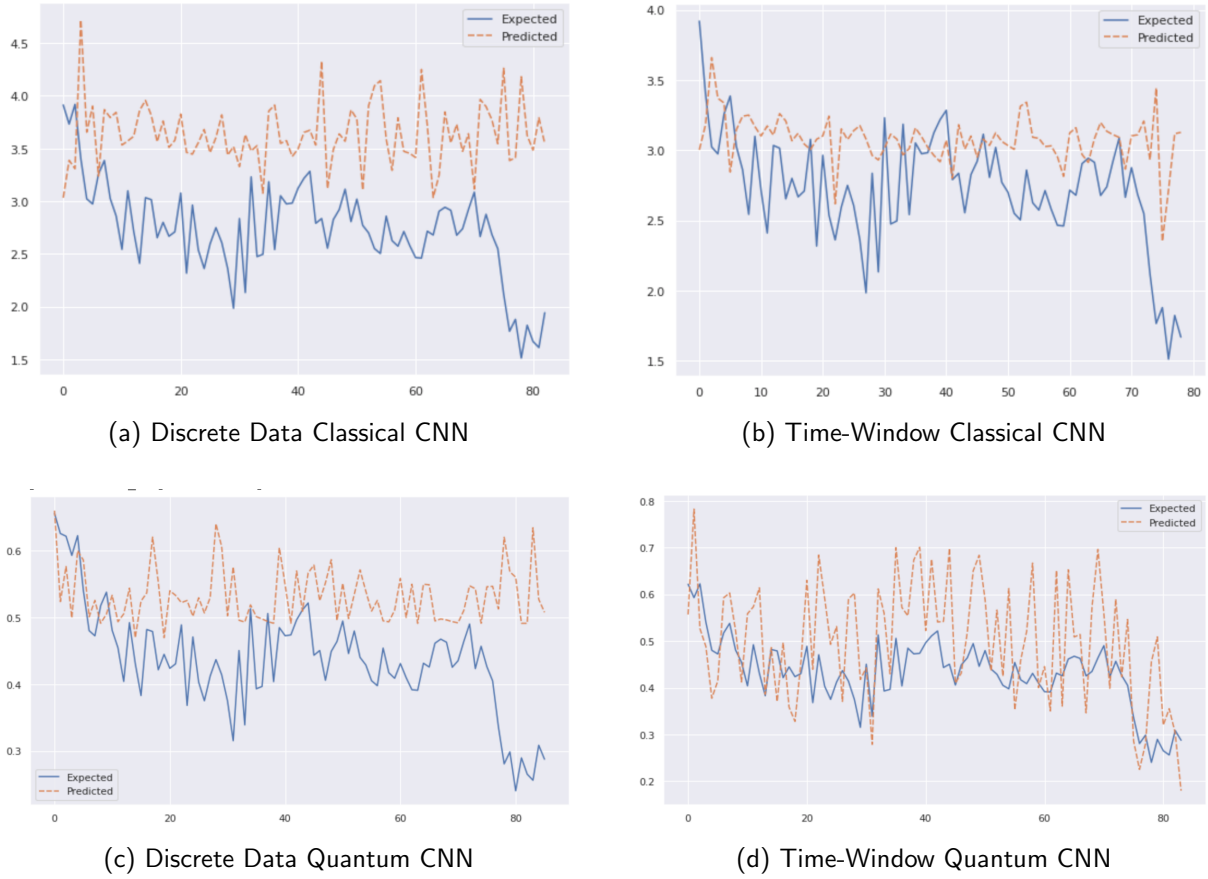 Expected
Predicted
4.5
4.0
3.5
3.0
2.5
2.0
1.5
0 20 40 60 80
(a) Discrete Data Classical CNN
Expected
Predicted
4.0
3.5
3.0
2.5
2.0
1.5
0 10 20 30 40 50 60 70 80
(b) Time-Window Classical CNN
0.6
0.5
0.4
0.3
Expected
Predicted
0 20 40 60 80
(c) Discrete Data Quantum CNN
Expected
Predicted
0.8
0.7
0.6
0.5
0.4
0.3
0.2
0 20 40 60 80
(d) Time-Window Quantum CNN